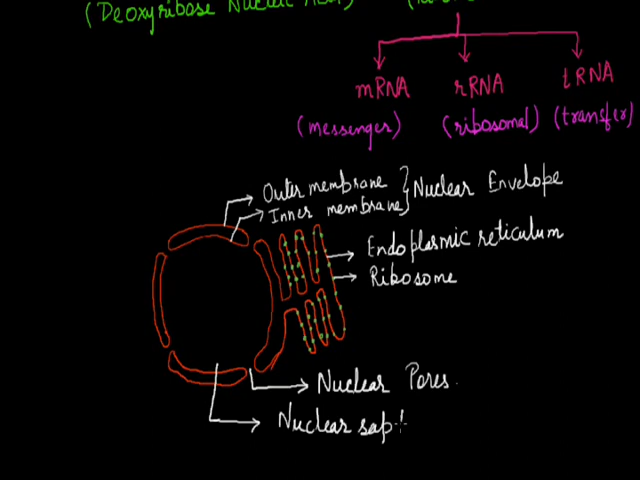 (Deoxyribose Nucleic Acid)
mRNA rRNA tRNA
(messenger) (ribosomal) (transfer)
Outer membrane } Nuclear Envelope
Inner membrane
Endoplasmic reticulum
Ribosome
Nuclear Pores
Nuclear sap